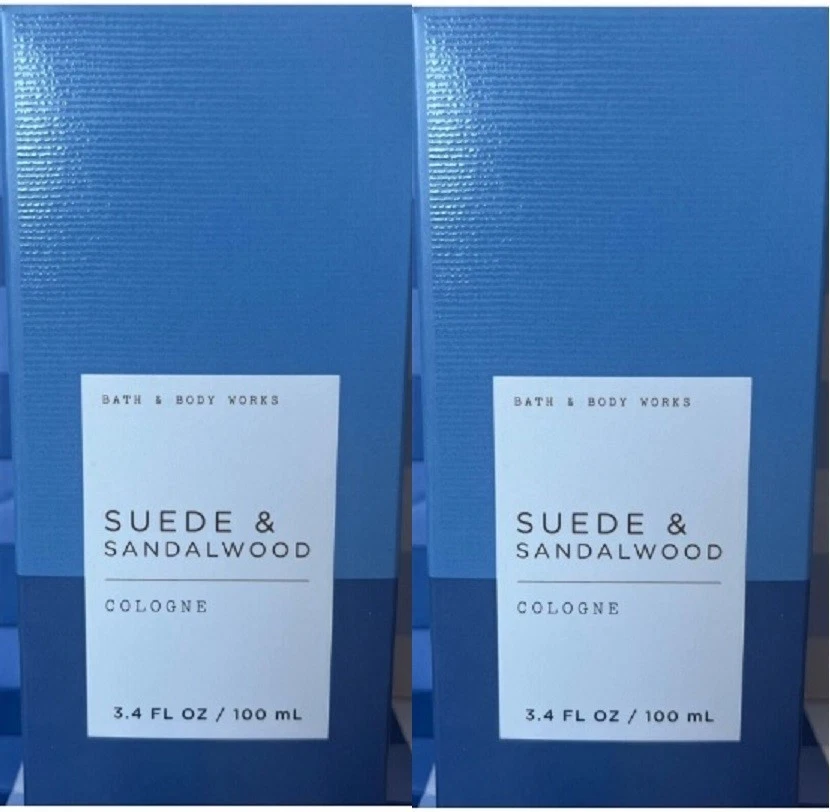 BATH & BODY WORKS
SUEDE &
SANDALWOOD
COLOGNE
3.4 FL OZ / 100 mL
BATH & BODY WORKS
SUEDE &
SANDALWOOD
COLOGNE
3.4 FL OZ / 100 mL